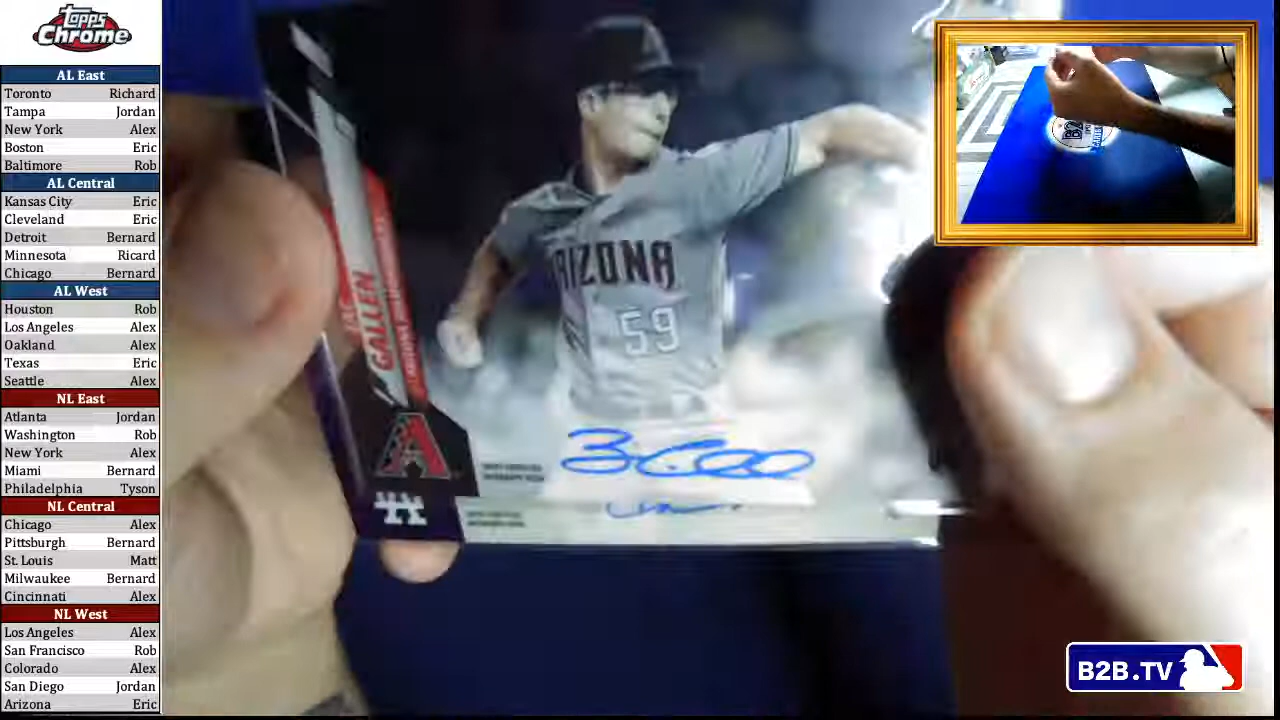 Topps
Chrome
AL East
Toronto Richard
Tampa Jordan
New York Alex
Boston Eric
Baltimore Rob
AL Central
Kansas City Eric
Cleveland Eric
Detroit Bernard
Minnesota Ricard
Chicago Bernard
AL West
Houston Rob
Los Angeles Alex
Oakland Alex
Texas Eric
Seattle Alex
NL East
Atlanta Jordan
Washington Rob
New York Alex
Miami Bernard
Philadelphia Tyson
NL Central
Chicago Alex
Pittsburgh Bernard
St. Louis Matt
Milwaukee Bernard
Cincinnati Alex
NL West
Los Angeles Alex
San Francisco Rob
Colorado Alex
San Diego Jordan
Arizona Eric
ZAC
GALLEN
ARIZONA
59
A
B2B.TV